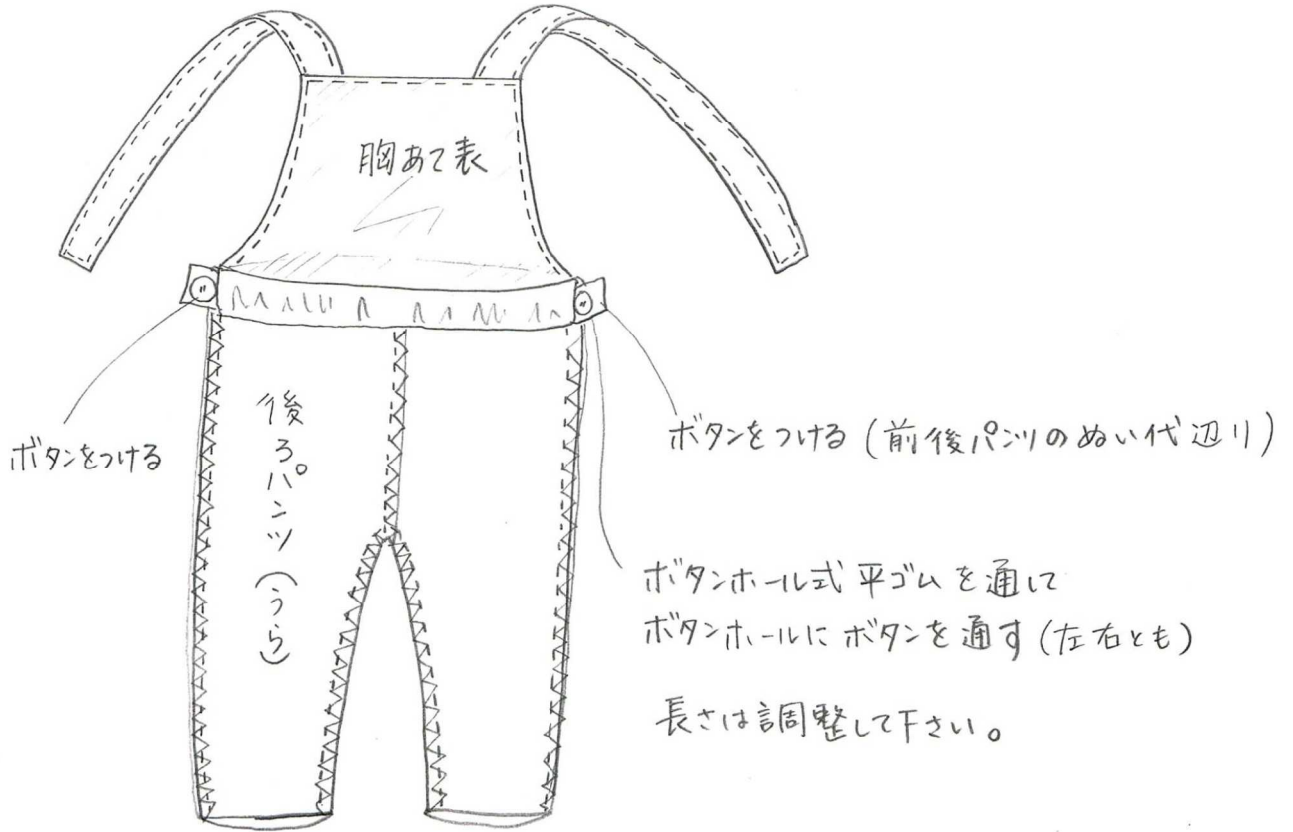 胸あて表
後ろパンツ(うら)
ボタンをつける
ボタンをつける(前後パンツのぬい代辺り)
ボタンホール式平ゴムを通して
ボタンホールにボタンを通す(左右とも)
長さは調整して下さい。